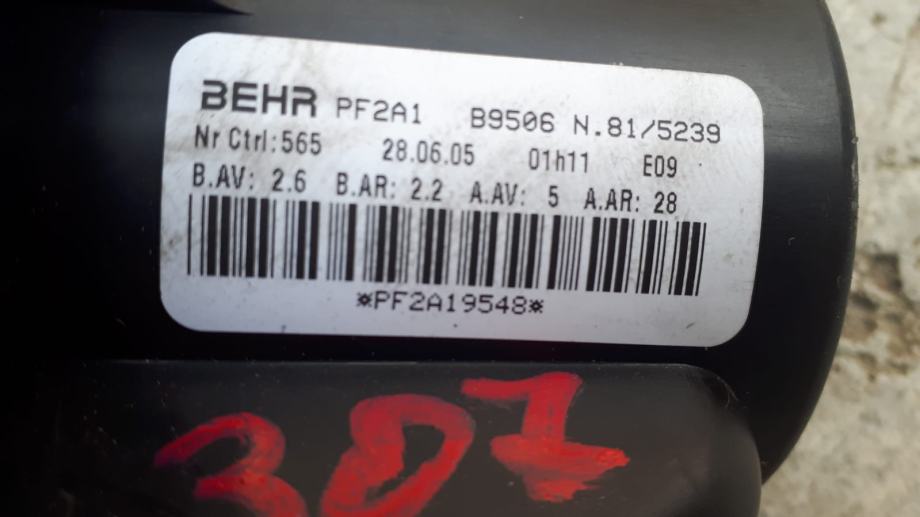 BEHR PF2A1 B9506 N.81/5239
Nr Ctrl:565 28.06.05 01h11 E09
B.AV: 2.6 B.AR: 2.2 A.AV: 5 A.AR: 28
*PF2A19548*
307